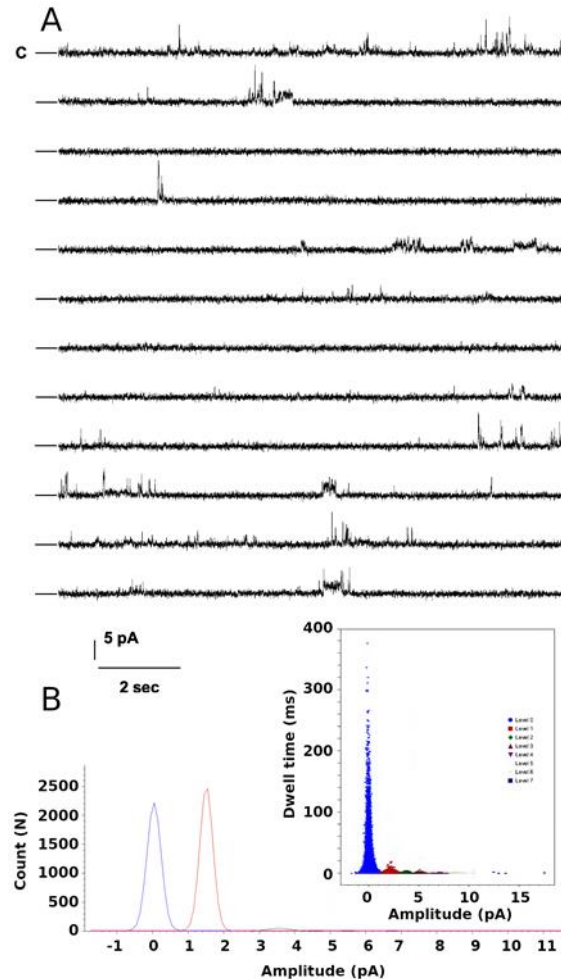 A
c
5 pA
2 sec
B
Count (N)
2500
2000
1500
1000
500
0
-1 0 1 2 3 4 5 6 7 8 9 10 11
Amplitude (pA)
Dwell time (ms)
400
300
200
100
0
0 5 10 15
Amplitude (pA)
Level 0
Level 1
Level 2
Level 3
Level 4
Level 5
Level 6
Level 7